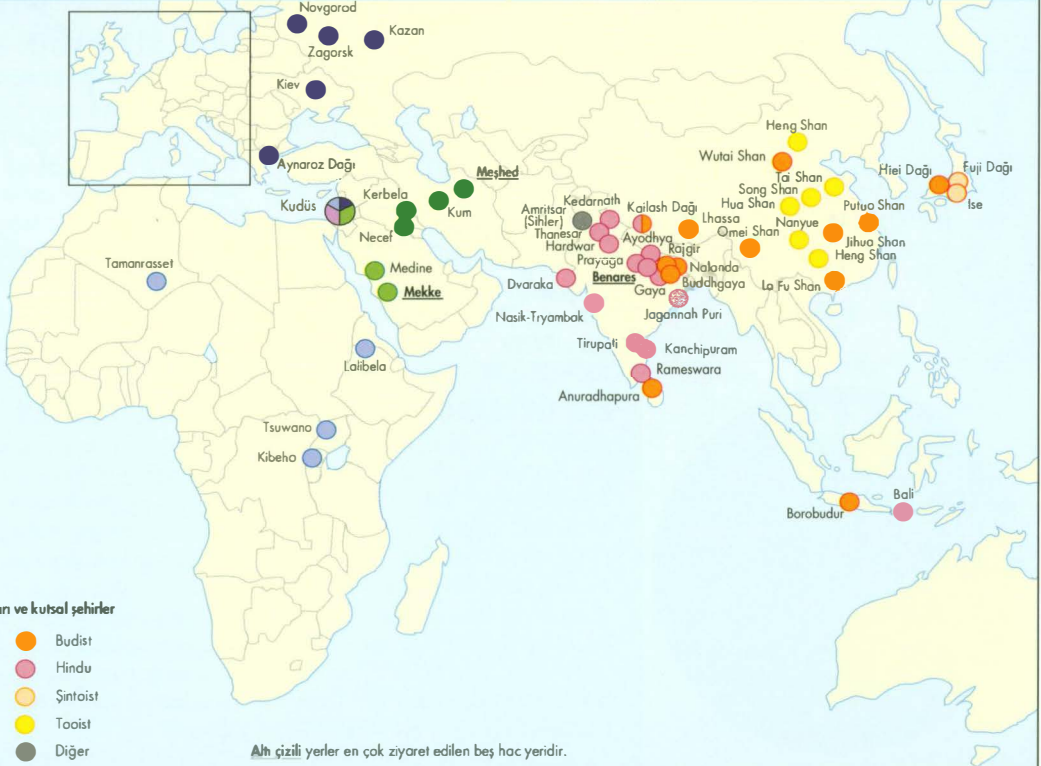 Novgorod
Kazan
Zagorsk
Kiev
Aynaroz Dağı
Heng Shan
Wutai Shan
Tai Shan
Hiei Dağı
Fuji Dağı
Ise
Song Shan
Hua Shan
Putuo Shan
Nanyue
Jihua Shan
Omei Shan
Heng Shan
La Fu Shan
Meşhed
Kerbela
Kum
Kudüs
Necef
Kedarnath
Amritsar
(Sihler)
Kailash Dağı
Lhassa
Thanesar
Hardwar
Ayodhya
Rajgir
Prayaga
Nalanda
Benares
Buddhgaya
Gaya
Dvaraka
Jagannah Puri
Nasik-Tryambak
Tamanrasset
Medine
Mekke
Tirupati
Kanchipuram
Lalibela
Rameswara
Anuradhapura
Tsuwano
Kibeho
Bali
Borobudur
ve kutsal şehirler
Budist
Hindu
Şintoist
Tooist
Diğer
Altı çizili yerler en çok ziyaret edilen beş hac yeridir.